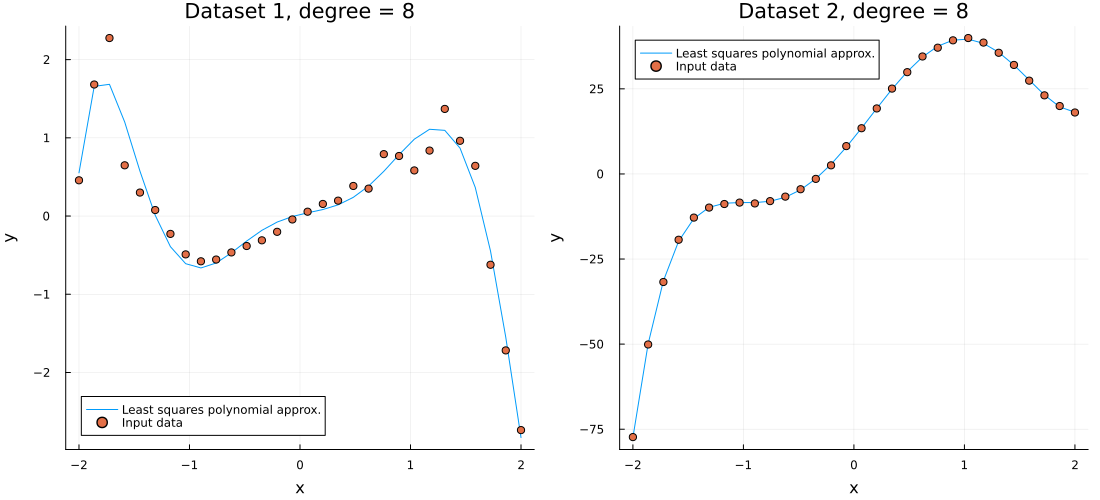 Dataset 1, degree = 8
2
1
0
−1
−2
y
Least squares polynomial approx.
Input data
−2
−1
0
1
2
x
Dataset 2, degree = 8
Least squares polynomial approx.
Input data
25
0
−25
−50
−75
y
−2
−1
0
1
2
x